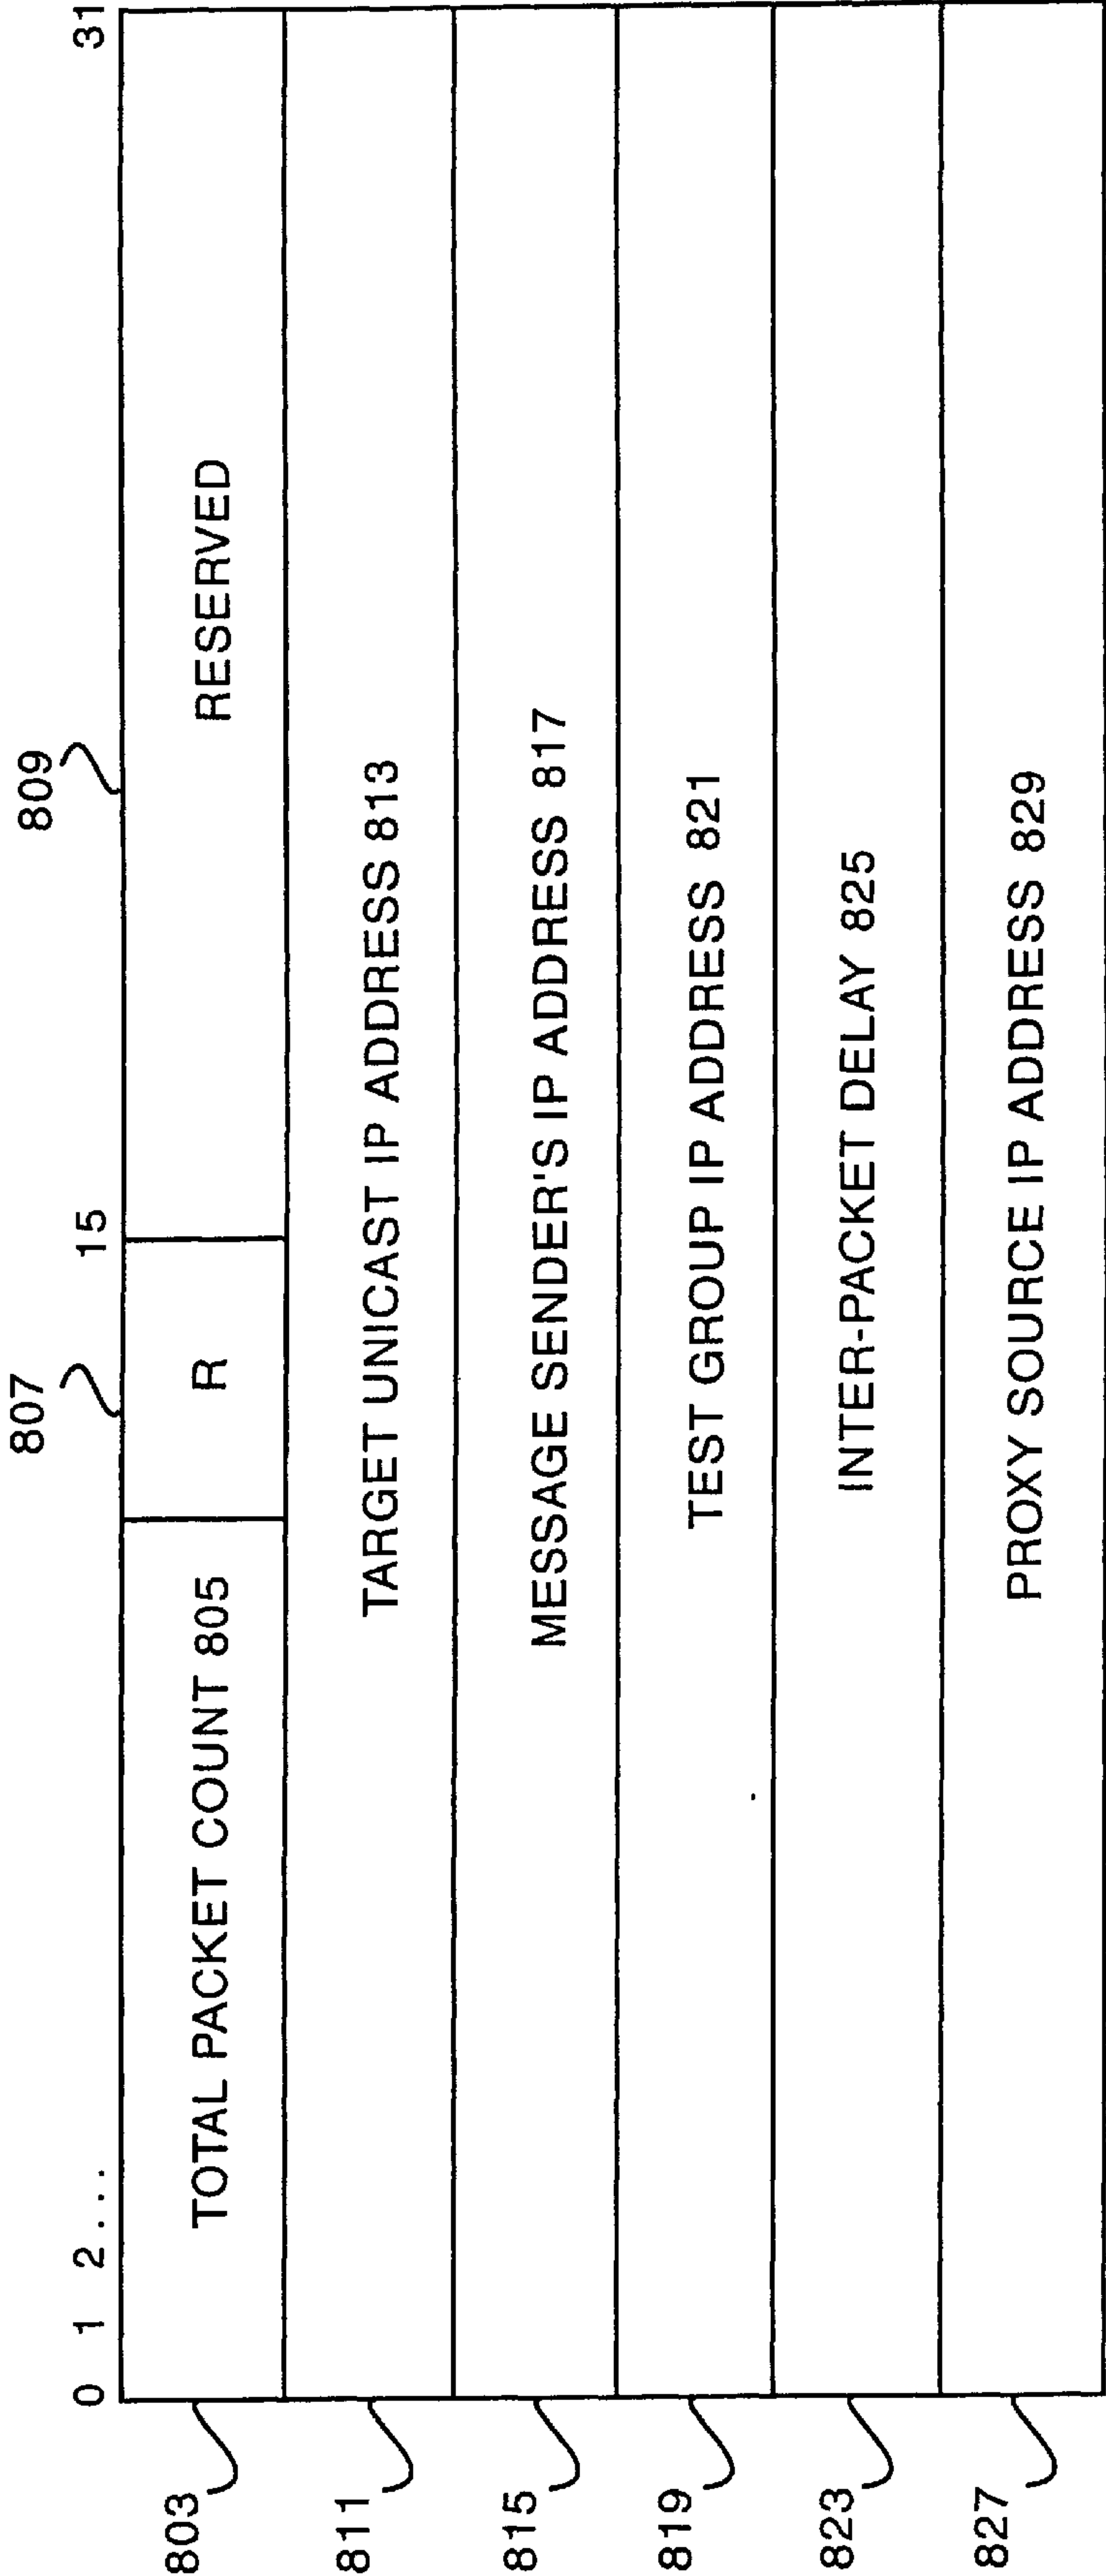 807
809
0 1 2....
15
31
803
TOTAL PACKET COUNT 805
R
RESERVED
811
TARGET UNICAST IP ADDRESS 813
815
MESSAGE SENDER'S IP ADDRESS 817
819
TEST GROUP IP ADDRESS 821
823
INTER-PACKET DELAY 825
827
PROXY SOURCE IP ADDRESS 829